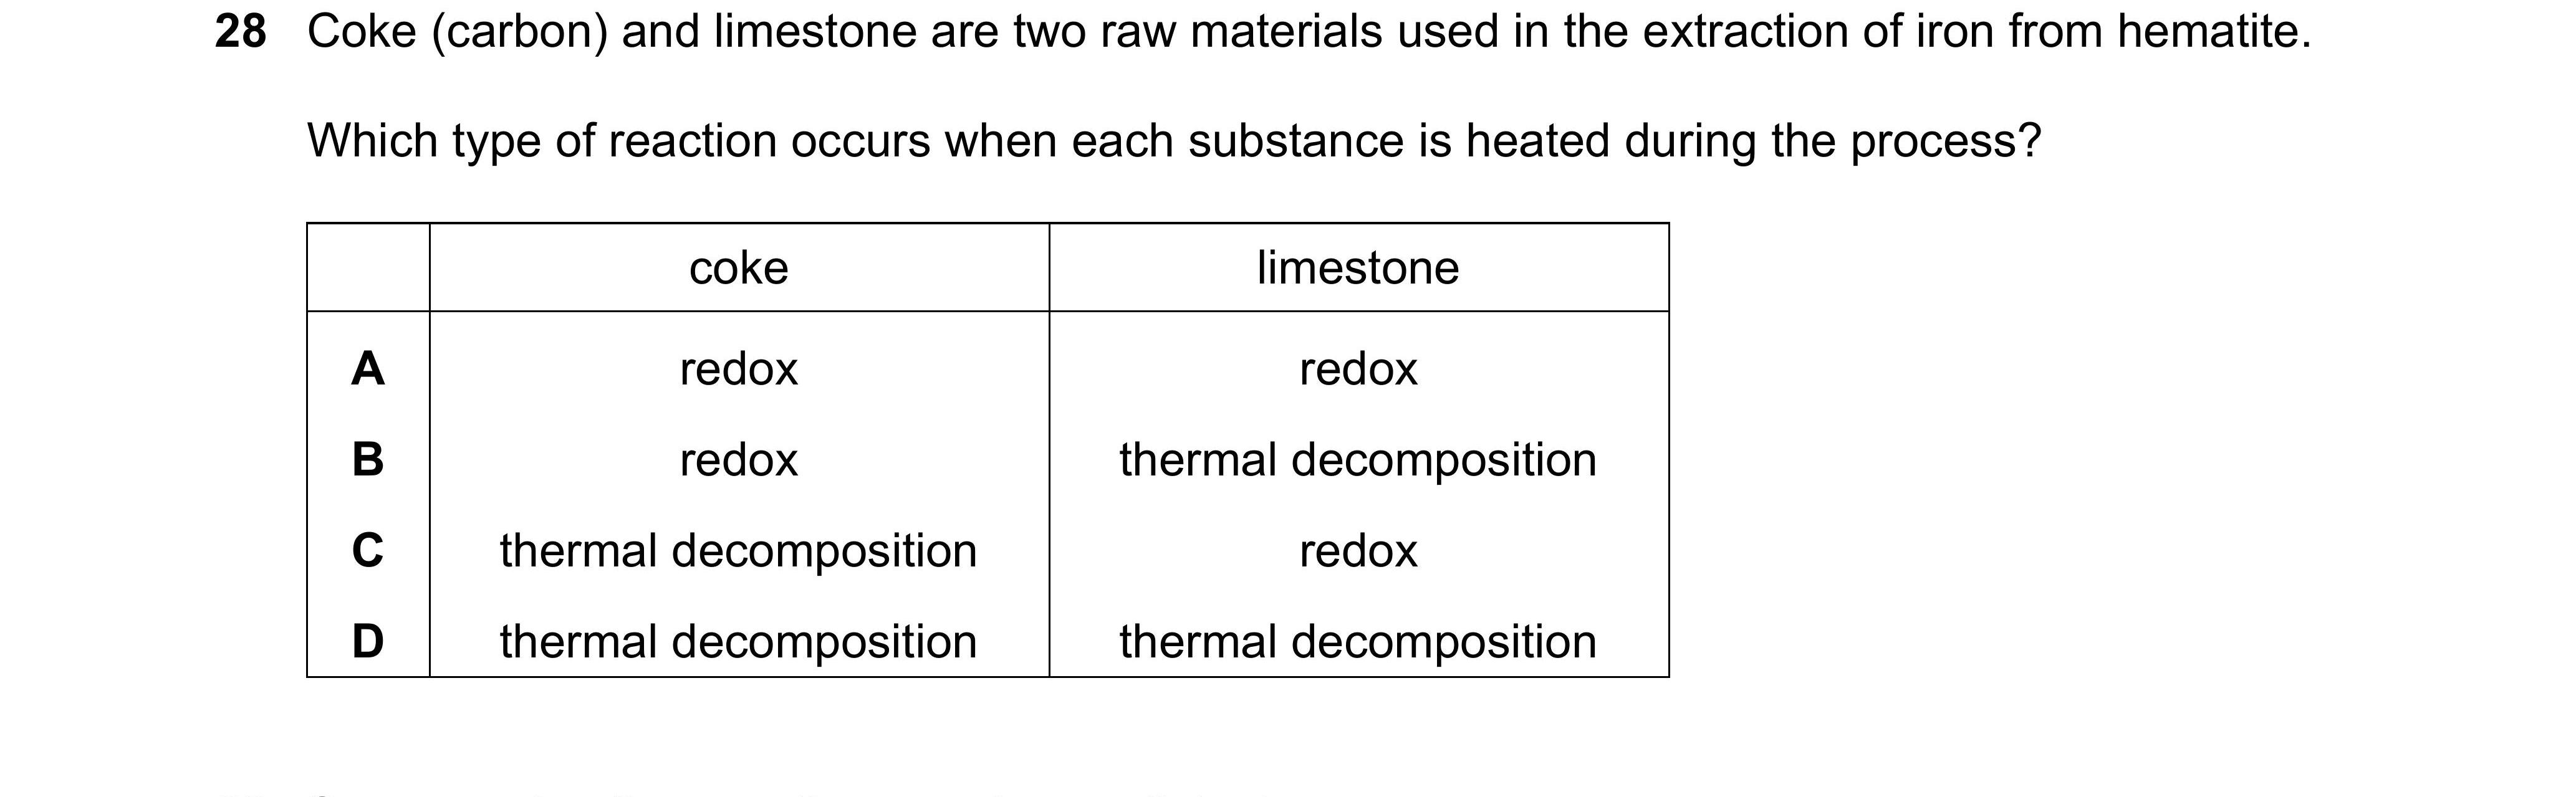 28 Coke (carbon) and limestone are two raw materials used in the extraction of iron from hematite.
Which type of reaction occurs when each substance is heated during the process?
coke limestone
A redox redox
B redox thermal decomposition
C thermal decomposition redox
D thermal decomposition thermal decomposition